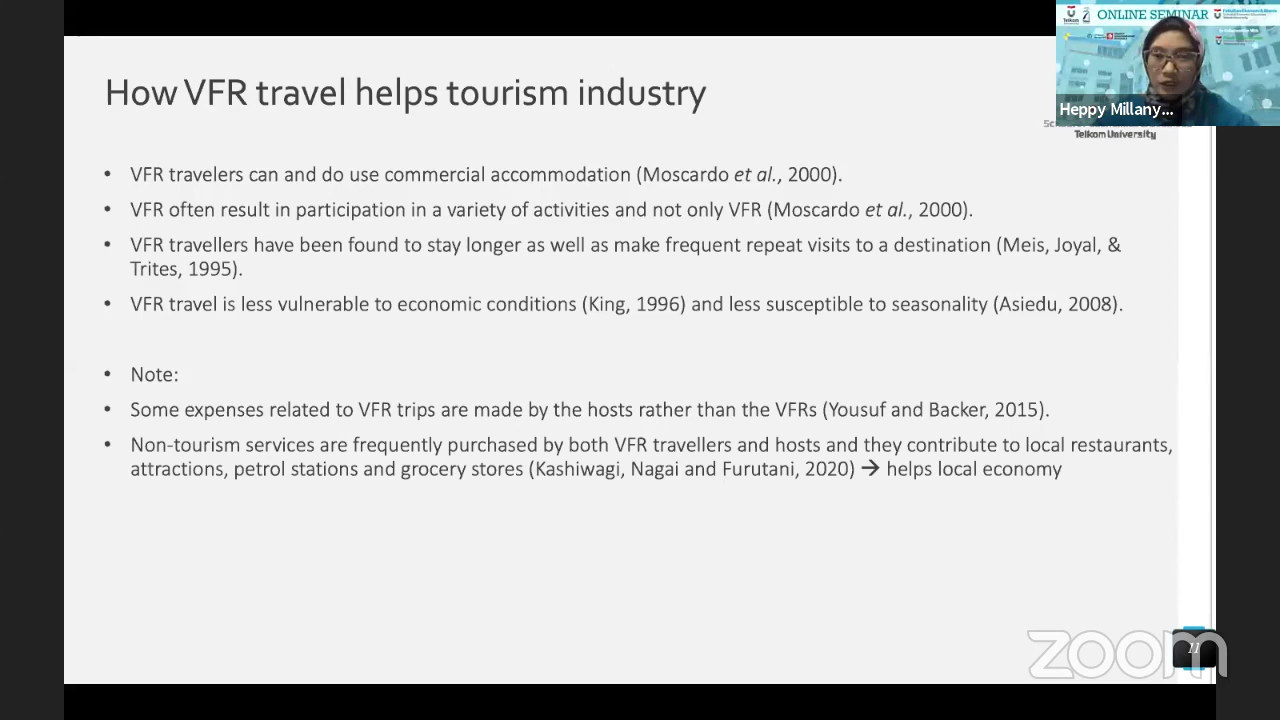 ONLINE SEMINAR
How VFR travel helps tourism industry
Heppy Millany...
Telkom University
• VFR travelers can and do use commercial accommodation (Moscardo et al., 2000).
• VFR often result in participation in a variety of activities and not only VFR (Moscardo et al., 2000).
• VFR travellers have been found to stay longer as well as make frequent repeat visits to a destination (Meis, Joyal, &
Trites, 1995).
• VFR travel is less vulnerable to economic conditions (King, 1996) and less susceptible to seasonality (Asiedu, 2008).
• Note:
• Some expenses related to VFR trips are made by the hosts rather than the VFRs (Yousuf and Backer, 2015).
• Non-tourism services are frequently purchased by both VFR travellers and hosts and they contribute to local restaurants,
attractions, petrol stations and grocery stores (Kashiwagi, Nagai and Furutani, 2020) → helps local economy
zoom
11